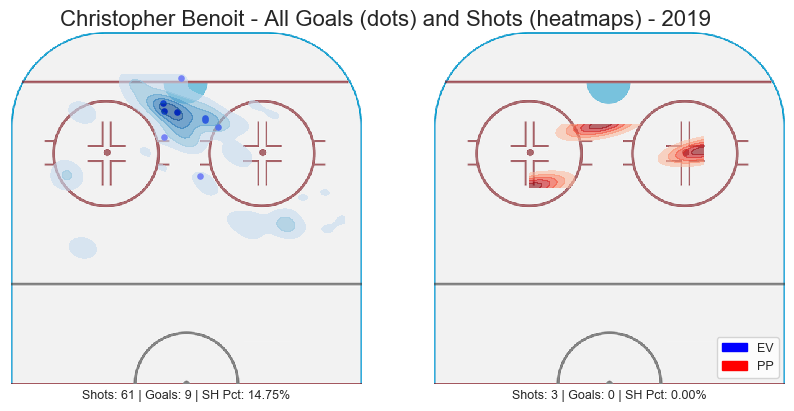 Christopher Benoit - All Goals (dots) and Shots (heatmaps) - 2019
EV
PP
Shots: 61 | Goals: 9 | SH Pct: 14.75%
Shots: 3 | Goals: 0 | SH Pct: 0.00%